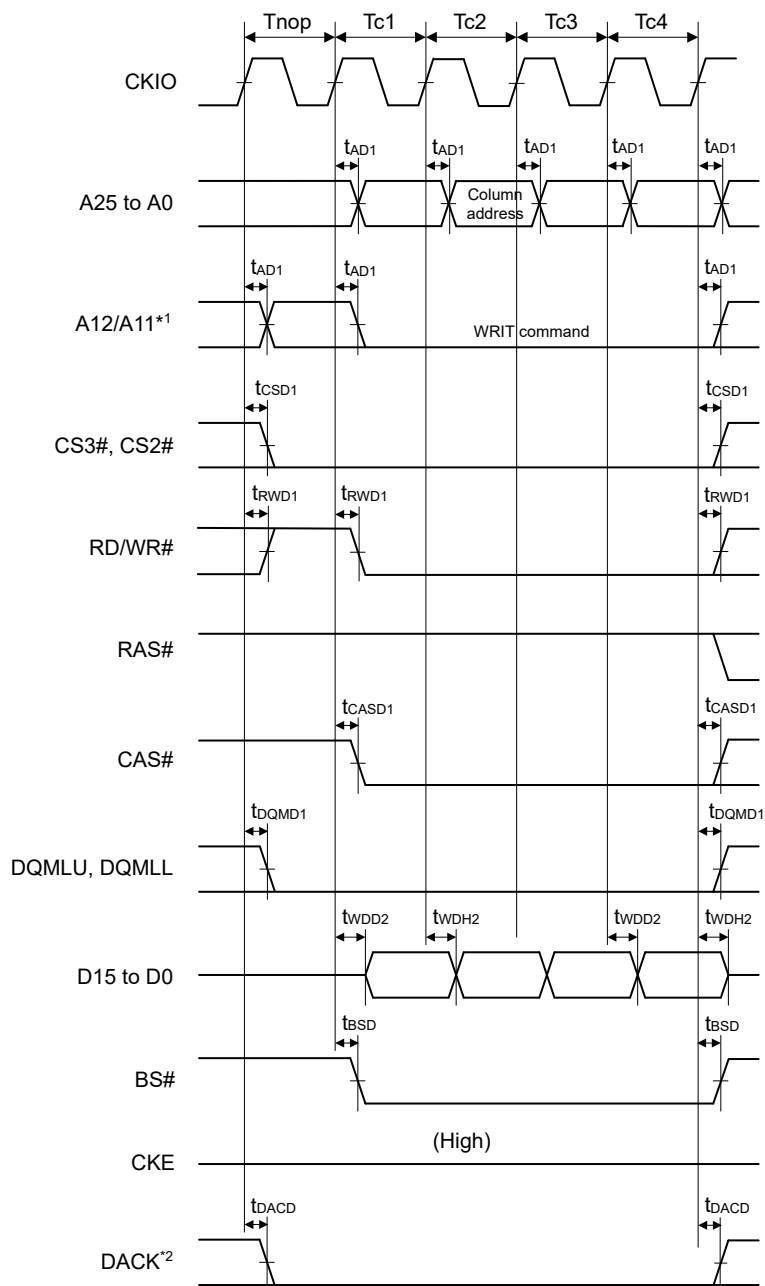 Tnop Tc1 Tc2 Tc3 Tc4
CKIO
tAD1 tAD1 tAD1 tAD1 tAD1
A25 to A0
Column
address
tAD1 tAD1 tAD1
A12/A11*1
WRIT command
tCSD1 tCSD1
CS3#, CS2#
tRWD1 tRWD1 tRWD1
RD/WR#
RAS#
tCASD1 tCASD1
CAS#
tDQMD1 tDQMD1
DQMLU, DQMLL
tWDD2 tWDH2 tWDD2 tWDH2
D15 to D0
tBSD tBSD
BS#
(High)
CKE
tDACD tDACD
DACK*2